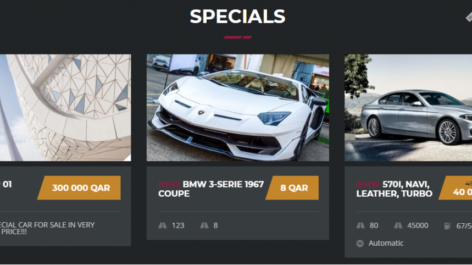 SPECIALS
01
300 000 QAR
ECIAL CAR FOR SALE IN VERY
PRICE!!!
BMW 3-SERIE 1967
COUPE
8 QAR
123
8
570I, NAVI,
LEATHER, TURBO
40 0
80
45000
67/5
Automatic